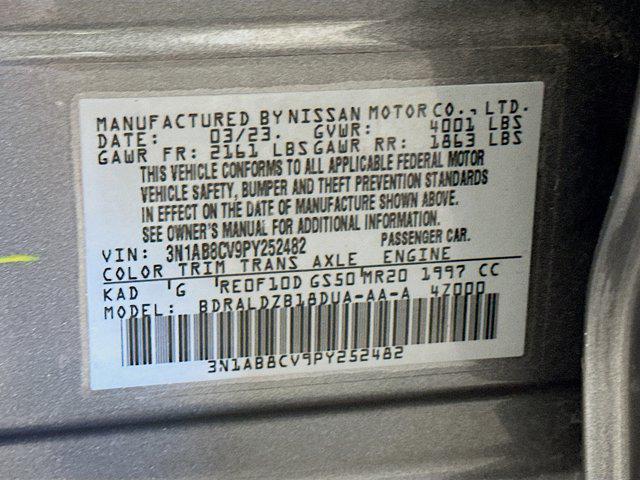 MANUFACTURED BY NISSAN MOTOR CO., LTD.
DATE: 03/23. GVWR: 4001 LBS
GAWR FR: 2161 LBS GAWR RR: 1863 LBS
THIS VEHICLE CONFORMS TO ALL APPLICABLE FEDERAL MOTOR
VEHICLE SAFETY, BUMPER AND THEFT PREVENTION STANDARDS
IN EFFECT ON THE DATE OF MANUFACTURE SHOWN ABOVE.
SEE OWNER'S MANUAL FOR ADDITIONAL INFORMATION.
VIN: 3N1AB8CV9PY252482 PASSENGER CAR.
COLOR TRIM TRANS AXLE ENGINE
KAD G RE0F10D GS50 MR20 1997 CC
MODEL: BDRALDZB18DUA-AA-A 4Z000
3N1AB8CV9PY252482